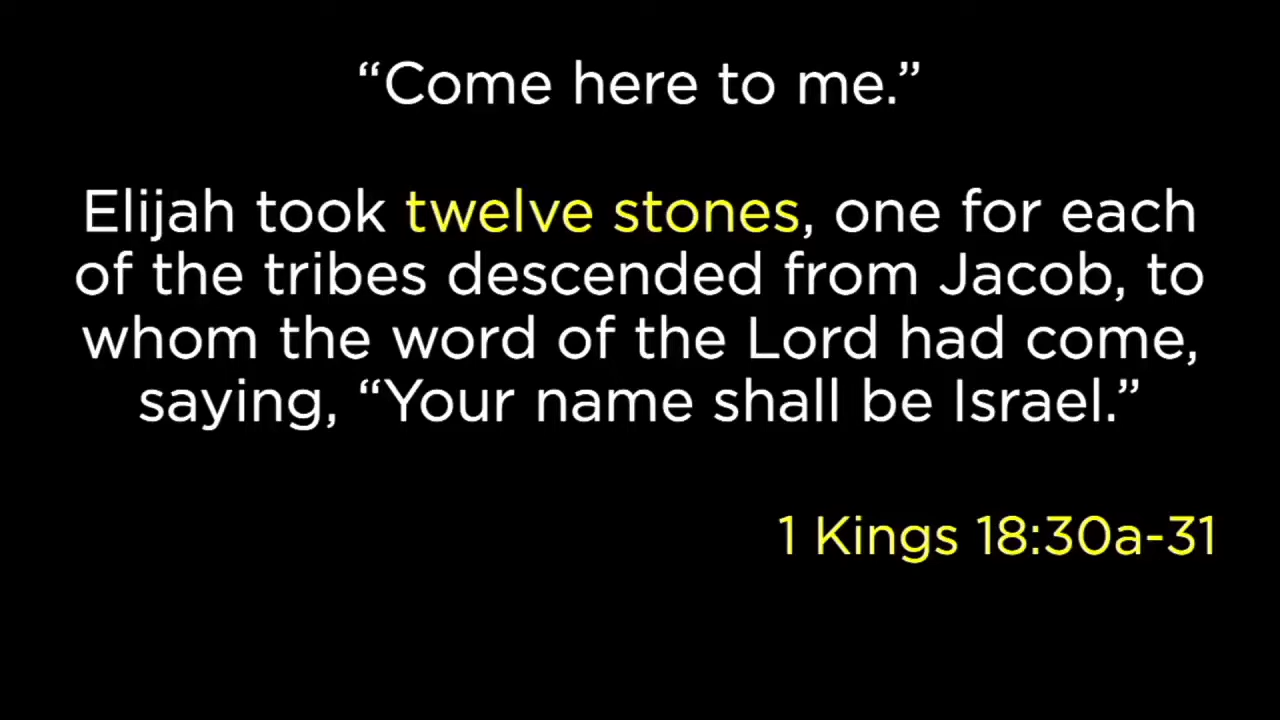 “Come here to me.”
Elijah took twelve stones, one for each
of the tribes descended from Jacob, to
whom the word of the Lord had come,
saying, “Your name shall be Israel.”
1 Kings 18:30a-31